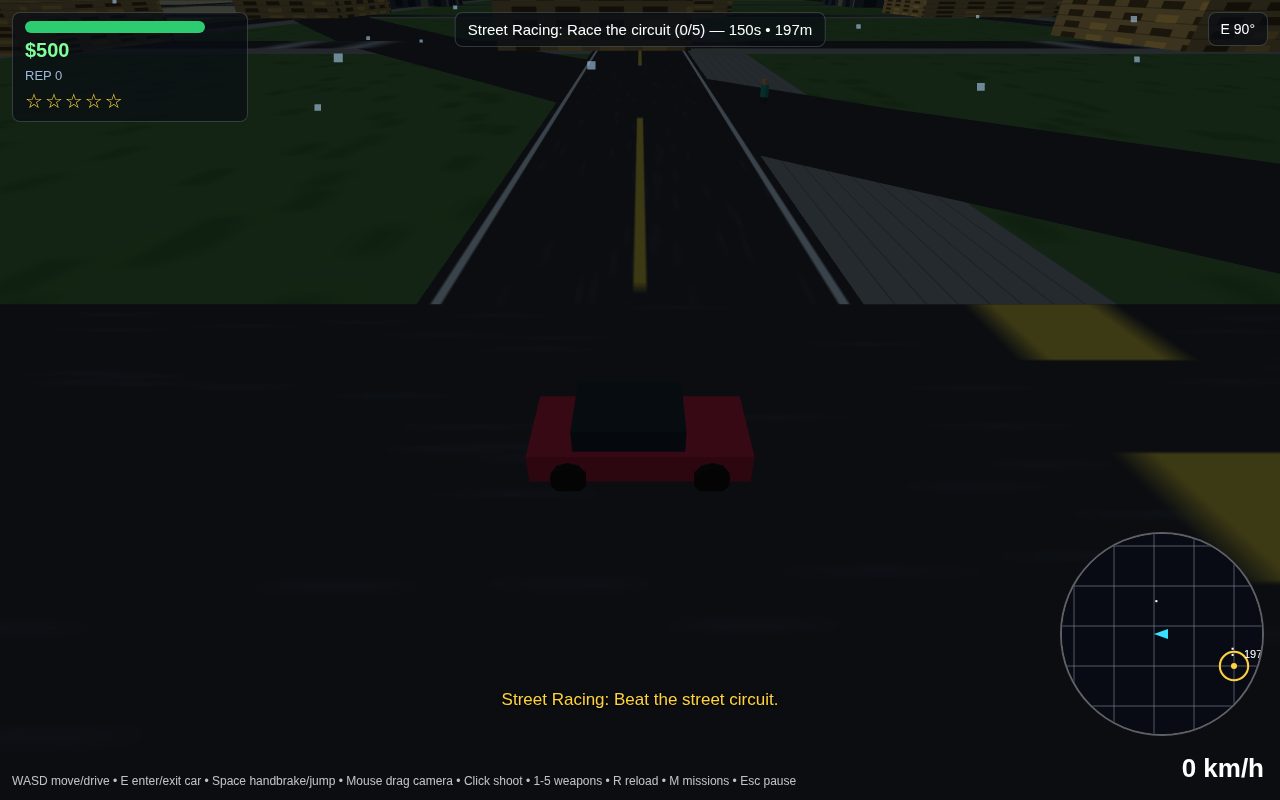 $500
REP 0
☆☆☆☆☆
Street Racing: Race the circuit (0/5) — 150s • 197m
E 90°
197
Street Racing: Beat the street circuit.
0 km/h
WASD move/drive • E enter/exit car • Space handbrake/jump • Mouse drag camera • Click shoot • 1-5 weapons • R reload • M missions • Esc pause